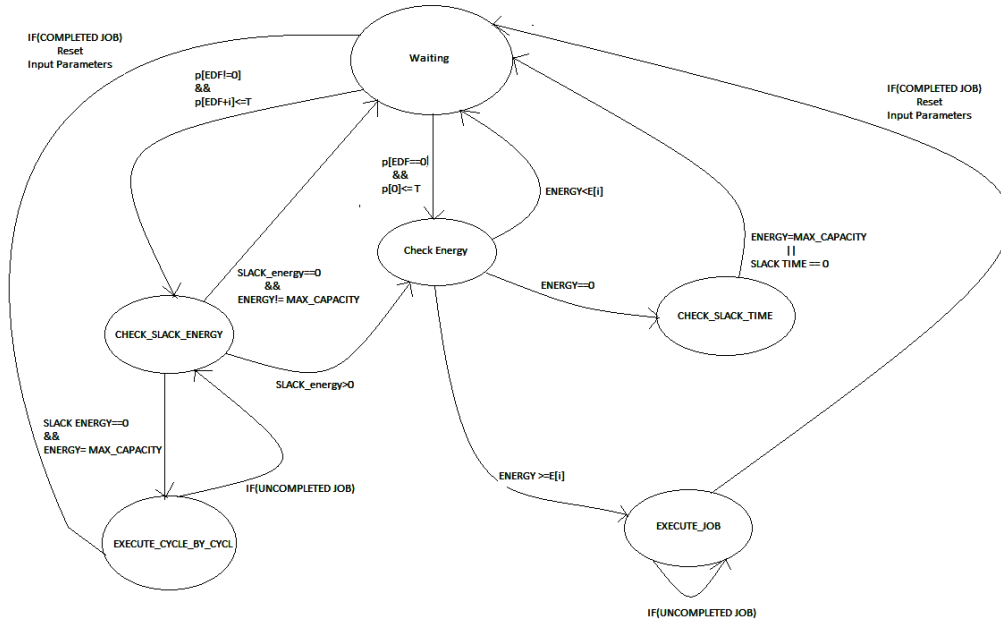 IF(COMPLETED JOB)
Reset
Input Parameters
Waiting
p[EDF!=0]
&&
p[EDF+i]<=T
IF(COMPLETED JOB)
Reset
Input Parameters
p[EDF==0]
&&
p[0]<= T
ENERGY<E[i]
Check Energy
ENERGY=MAX_CAPACITY
||
SLACK TIME == 0
SLACK_energy==0
&&
ENERGY!= MAX_CAPACITY
ENERGY==0
CHECK_SLACK_TIME
CHECK_SLACK_ENERGY
SLACK_energy>0
SLACK ENERGY==0
&&
ENERGY= MAX_CAPACITY
IF(UNCOMPLETED JOB)
ENERGY >=E[i]
EXECUTE_CYCLE_BY_CYCL
EXECUTE_JOB
IF(UNCOMPLETED JOB)